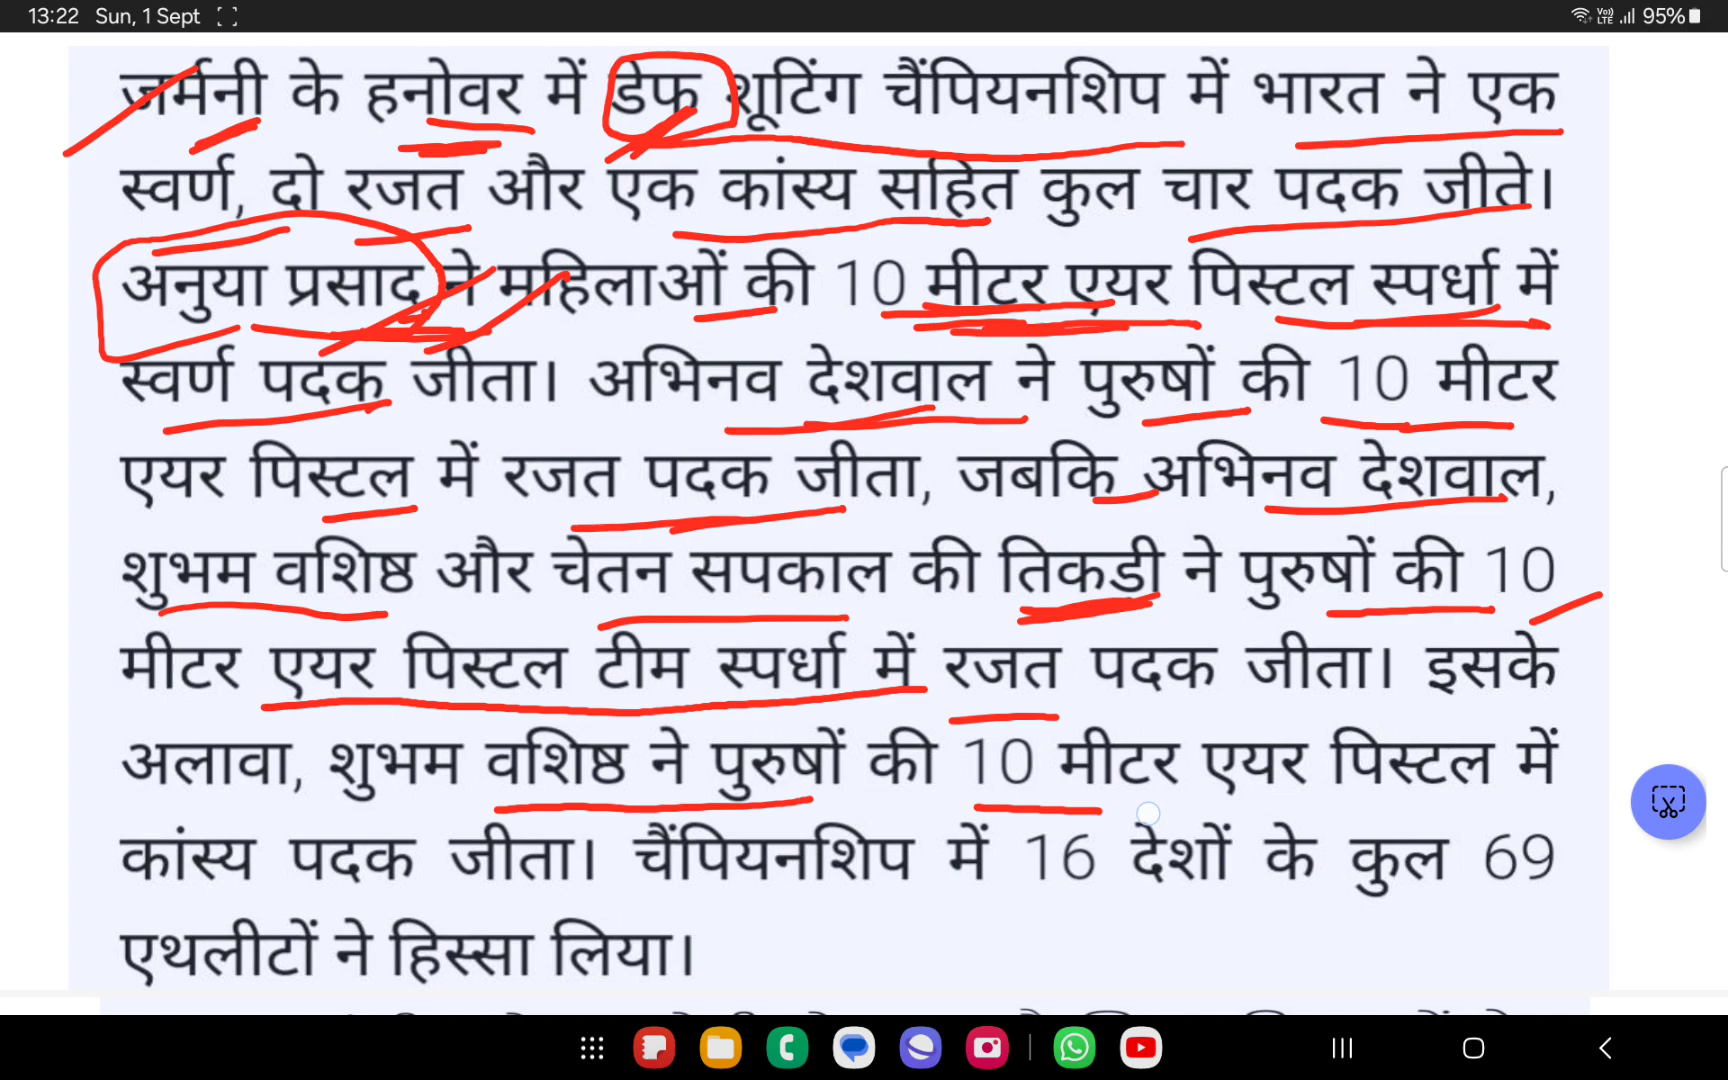 13:22 Sun, 1 Sept Vo) LTE 95%
जर्मनी के हनोवर में डेफ शूटिंग चैंपियनशिप में भारत ने एक
स्वर्ण, दो रजत और एक कांस्य सहित कुल चार पदक जीते।
अनुया प्रसाद ने महिलाओं की 10 मीटर एयर पिस्टल स्पर्धा में
स्वर्ण पदक जीता। अभिनव देशवाल ने पुरुषों की 10 मीटर
एयर पिस्टल में रजत पदक जीता, जबकि अभिनव देशवाल,
शुभम वशिष्ठ और चेतन सपकाल की तिकडी ने पुरुषों की 10
मीटर एयर पिस्टल टीम स्पर्धा में रजत पदक जीता। इसके
अलावा, शुभम वशिष्ठ ने पुरुषों की 10 मीटर एयर पिस्टल में
कांस्य पदक जीता। चैंपियनशिप में 16 देशों के कुल 69
एथलीटों ने हिस्सा लिया।